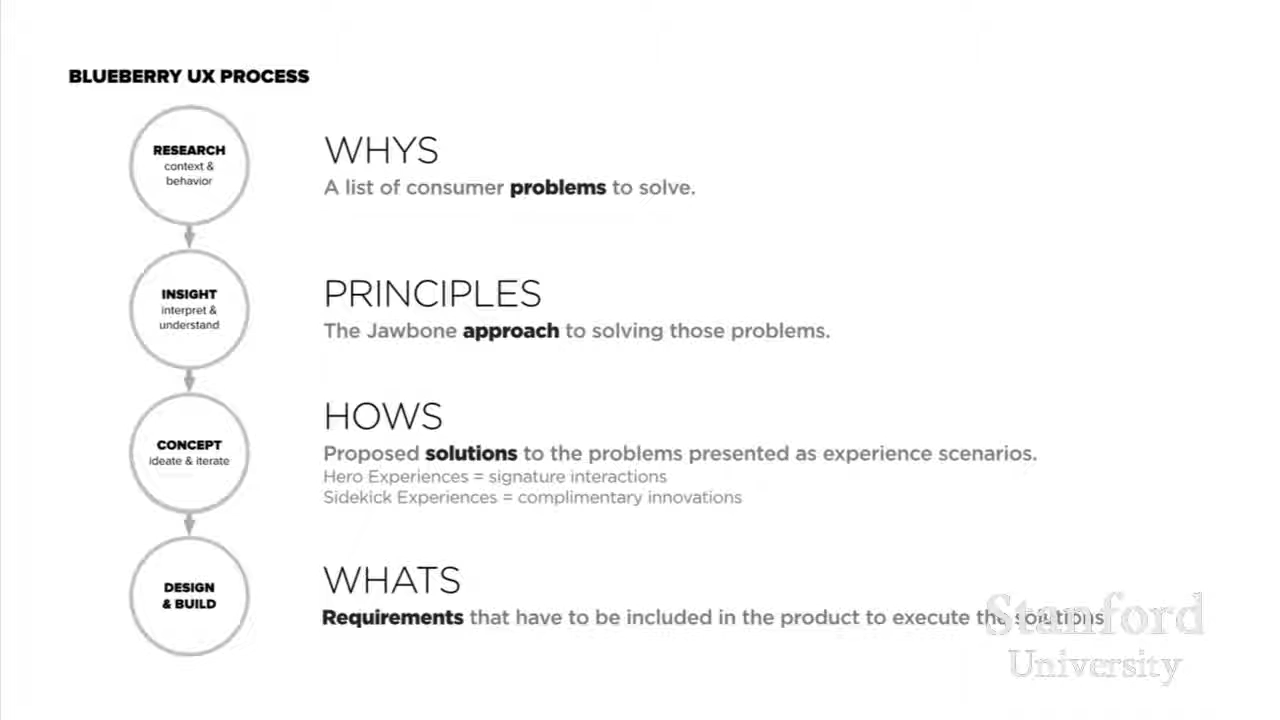 BLUEBERRY UX PROCESS
RESEARCH
context &
behavior
WHYS
A list of consumer problems to solve.
INSIGHT
interpret &
understand
PRINCIPLES
The Jawbone approach to solving those problems.
CONCEPT
ideate & iterate
HOWS
Proposed solutions to the problems presented as experience scenarios.
Hero Experiences = signature interactions
Sidekick Experiences = complimentary innovations
DESIGN
& BUILD
WHATS
Requirements that have to be included in the product to execute the solutions
Stanford
University